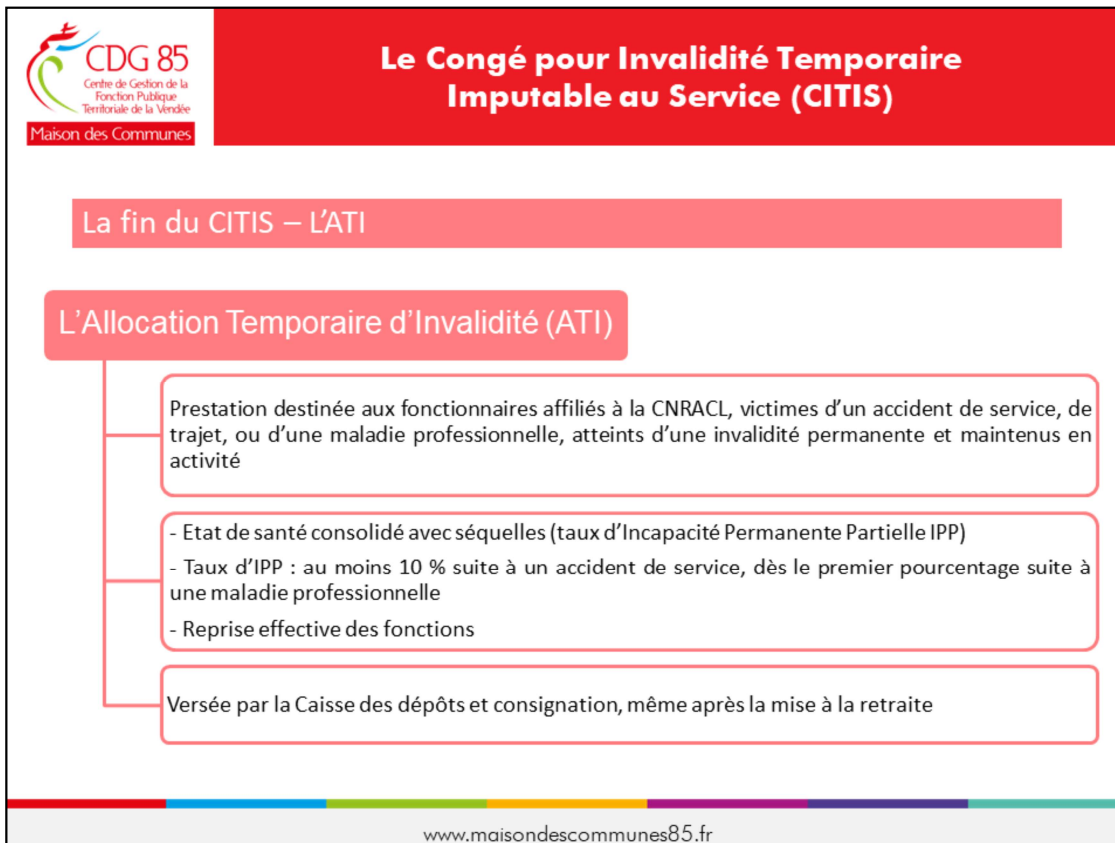 CDG 85
Centre de Gestion de la
Fonction Publique
Territoriale de la Vendée
Maison des Communes
Le Congé pour Invalidité Temporaire
Imputable au Service (CITIS)
La fin du CITIS – L'ATI
L'Allocation Temporaire d'Invalidité (ATI)
Prestation destinée aux fonctionnaires affiliés à la CNRACL, victimes d'un accident de service, de
trajet, ou d'une maladie professionnelle, atteints d'une invalidité permanente et maintenus en
activité
- Etat de santé consolidé avec séquelles (taux d'Incapacité Permanente Partielle IPP)
- Taux d'IPP : au moins 10 % suite à un accident de service, dès le premier pourcentage suite à
une maladie professionnelle
- Reprise effective des fonctions
Versée par la Caisse des dépôts et consignation, même après la mise à la retraite
www.maisondescommunes85.fr